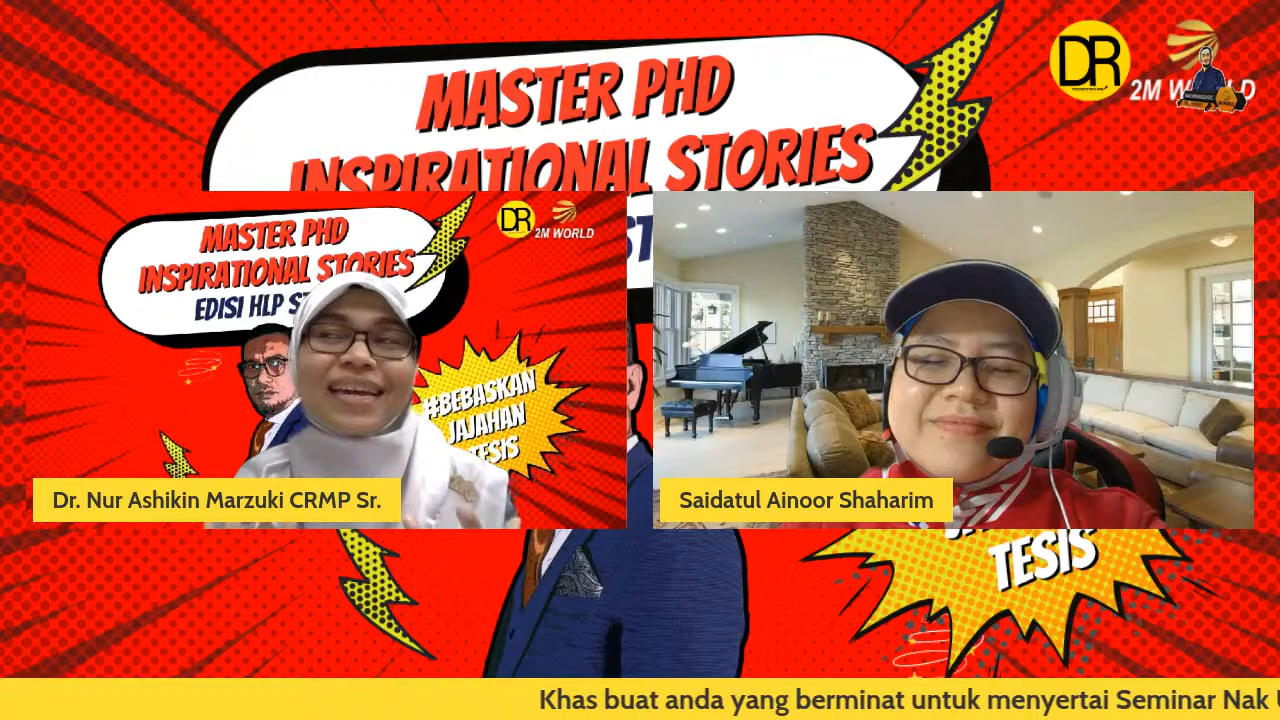 MASTER PHD
INSPIRATIONAL STORIES
DR
2M WORLD
MASTER PHD
INSPIRATIONAL STORIES
EDISI HLP
DR
2M WORLD
#BEBASKAN
JAJAHAN
TESIS
Dr. Nur Ashikin Marzuki CRMP Sr.
Saidatul Ainoor Shaharim
TESIS
Khas buat anda yang berminat untuk menyertai Seminar Nak